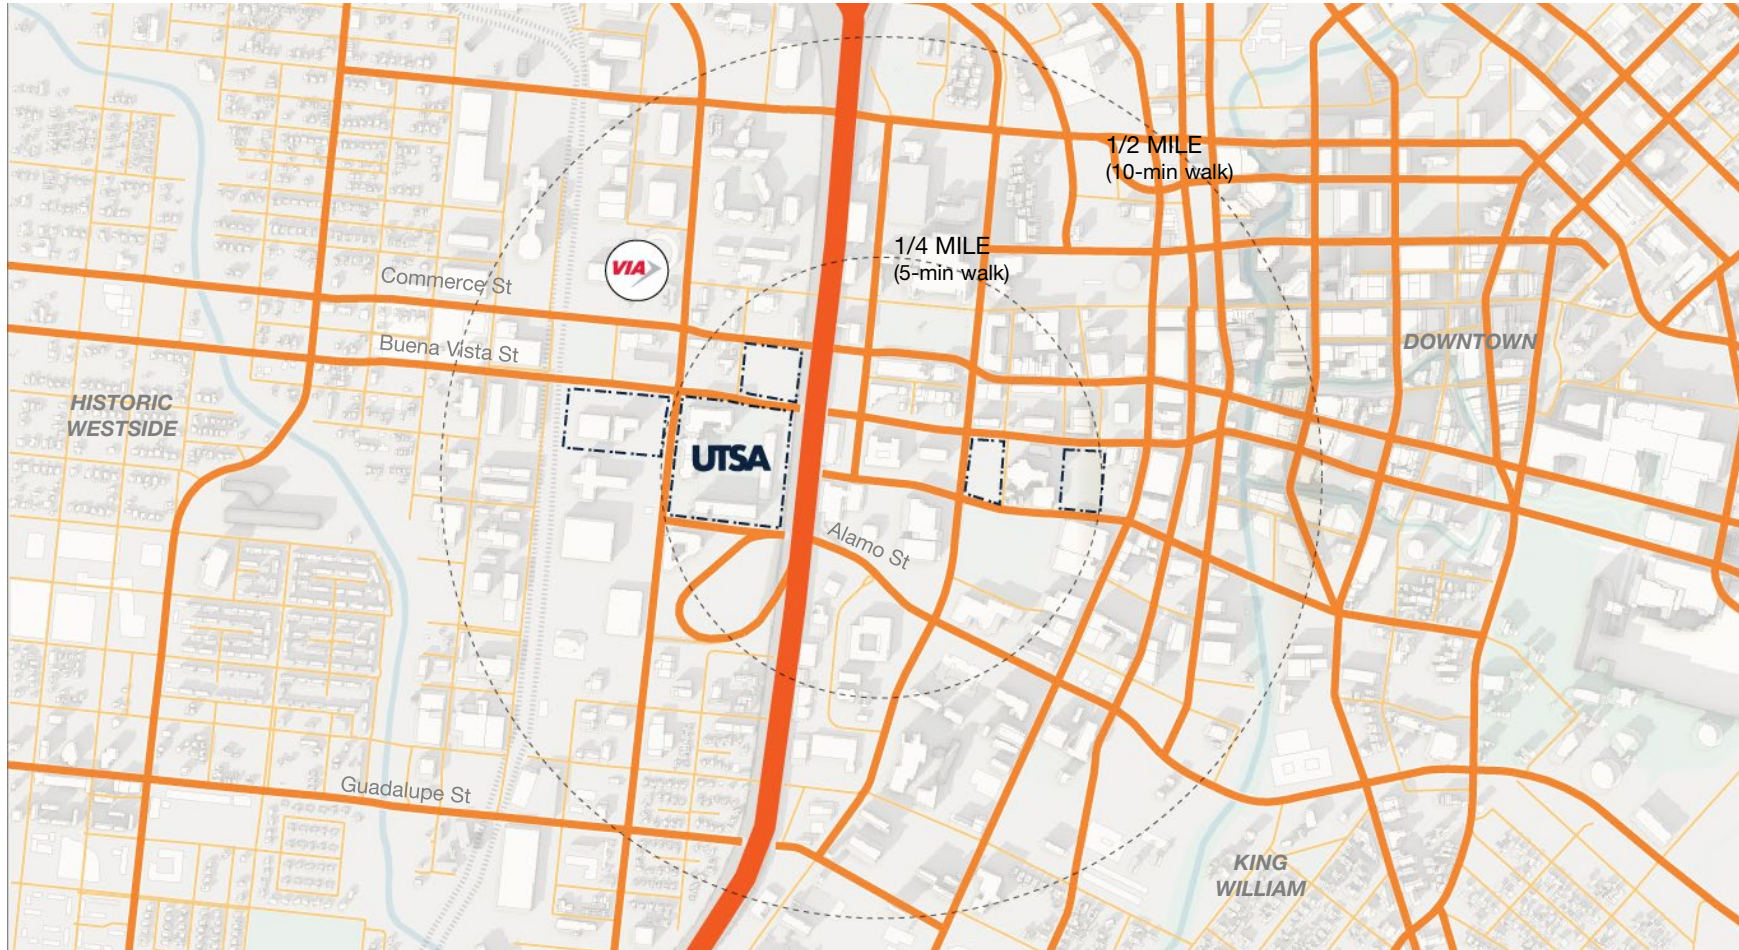 1/2 MILE
(10-min walk)
1/4 MILE
(5-min walk)
VIA
Commerce St
Buena Vista St
DOWNTOWN
HISTORIC
WESTSIDE
UTSA
Alamo St
Guadalupe St
KING
WILLIAM